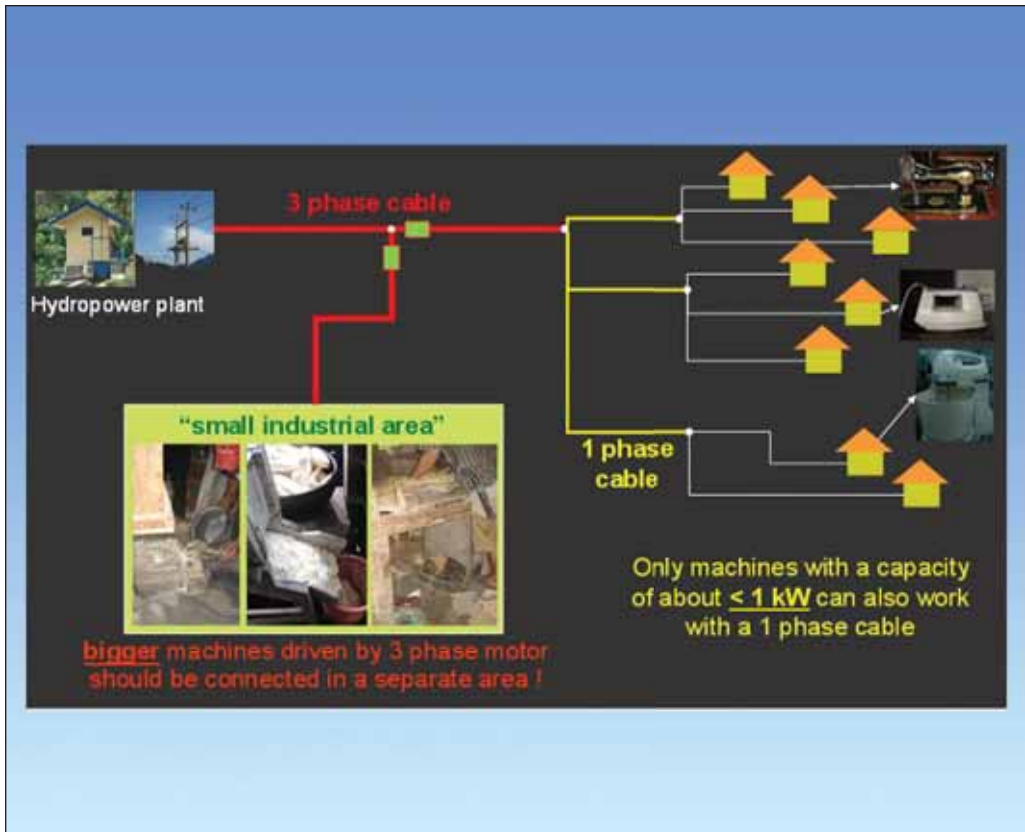 3 phase cable
Hydropower plant
“small industrial area”
bigger machines driven by 3 phase motor
should be connected in a separate area !
1 phase
cable
Only machines with a capacity
of about < 1 kW can also work
with a 1 phase cable